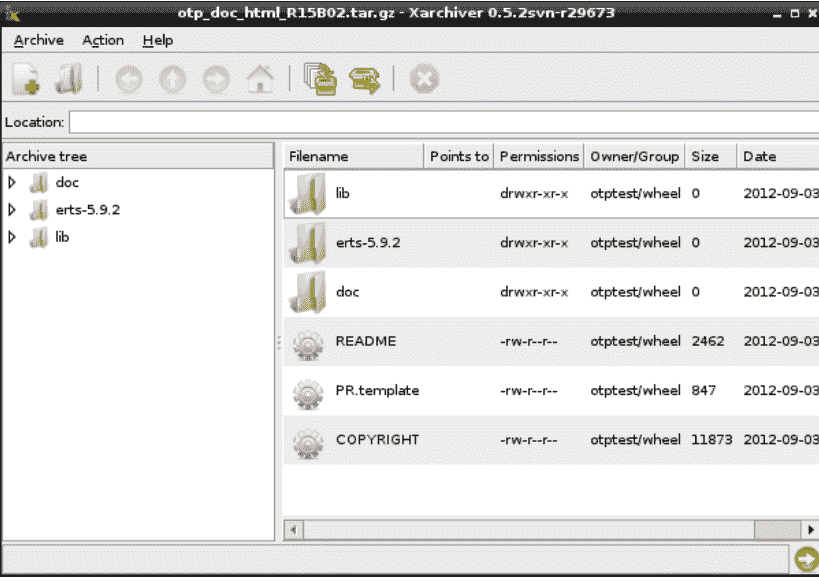 otp_doc_html_R15B02.tar.gz - Xarchiver 0.5.2svn-r29673
Archive Action Help
Location:
Archive tree
doc
erts-5.9.2
lib
Filename Points to Permissions Owner/Group Size Date
lib drwxr-xr-x otptest/wheel 0 2012-09-03
erts-5.9.2 drwxr-xr-x otptest/wheel 0 2012-09-03
doc drwxr-xr-x otptest/wheel 0 2012-09-03
README -rw-r--r-- otptest/wheel 2462 2012-09-03
PR.template -rw-r--r-- otptest/wheel 847 2012-09-03
COPYRIGHT -rw-r--r-- otptest/wheel 11873 2012-09-03